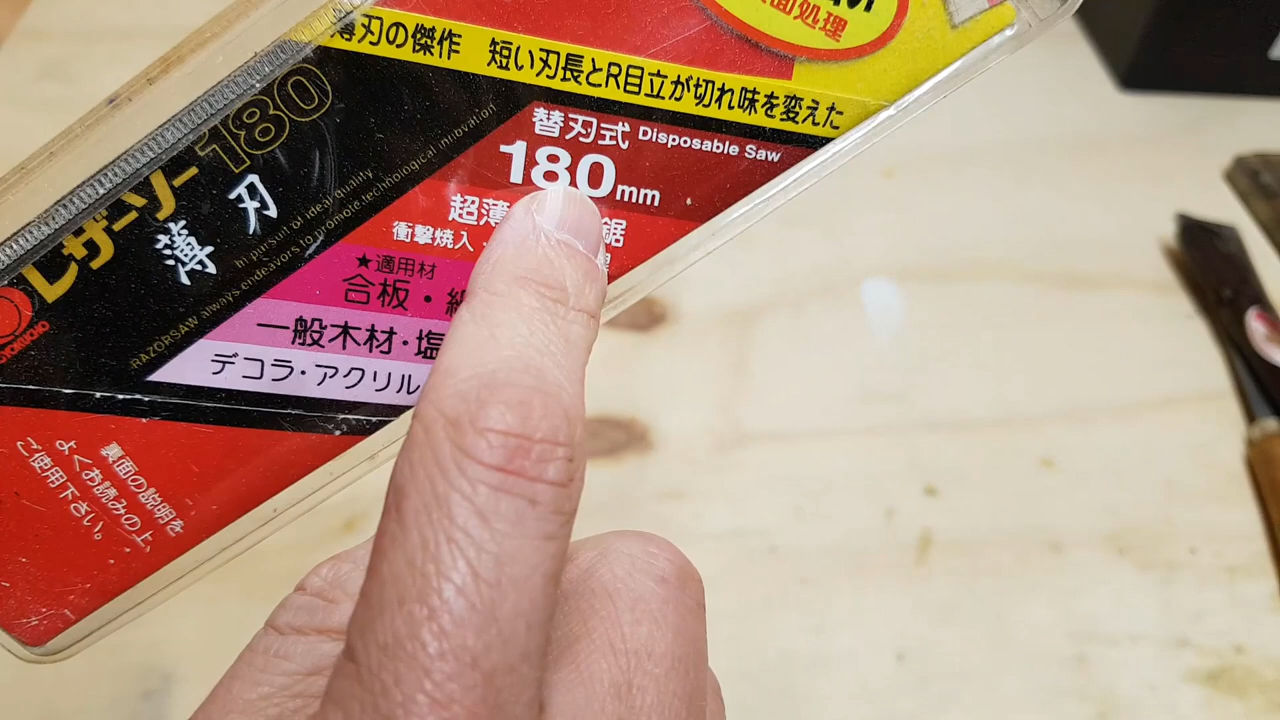 面処理
薄刃の傑作 短い刃長とR目立が切れ味を変えた
レザーソー180
薄刃
In pursuit of ideal quality
RAZORSAW always endeavors to promote technological innovation
替刃式 Disposable Saw
180mm
超薄 鋸
衝撃焼入・
★適用材
合板・
一般木材・塩
デコラ・アクリル
裏面の説明を
よくお読みの上、
ご使用下さい。